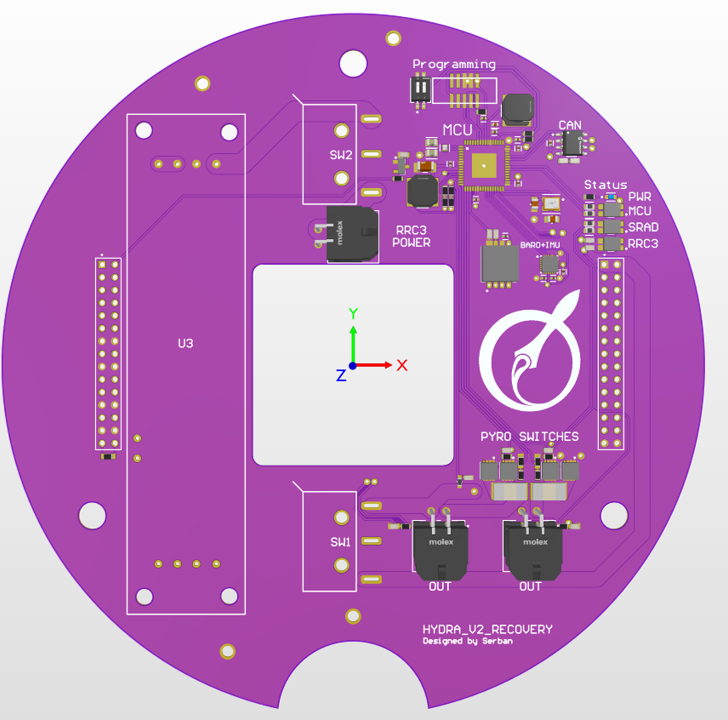 Programming
MCU
CAN
SW2
Status
PWR
MCU
SRAD
RRC3
molex
RRC3
POWER
BARO+IMU
U3
Y
X
Z
PYRO SWITCHES
SW1
molex
molex
OUT
OUT
HYDRA_V2_RECOVERY
Designed by Serban